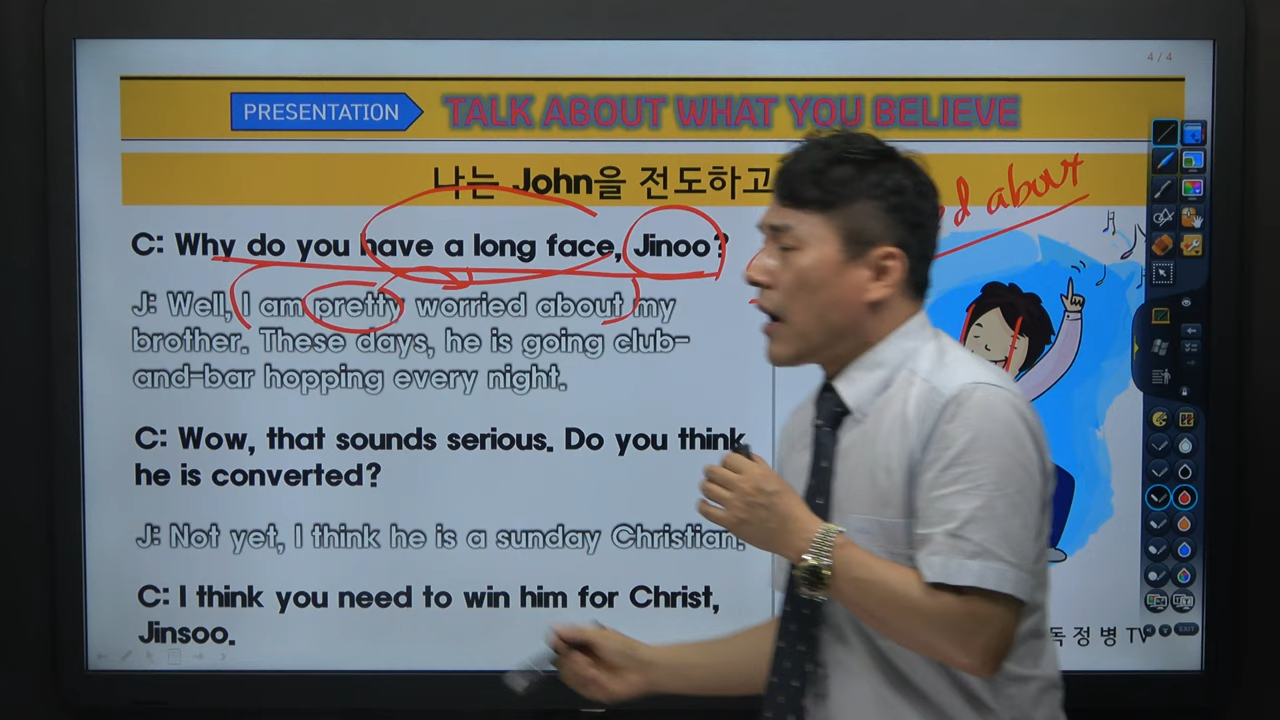 4 / 4
PRESENTATION
TALK ABOUT WHAT YOU BELIEVE
나는 John을 전도하고
about
C: Why do you have a long face, Jinoo?
J: Well, I am pretty worried about my
brother. These days, he is going club-
and-bar hopping every night.
C: Wow, that sounds serious. Do you think
he is converted?
J: Not yet, I think he is a sunday Christian.
C: I think you need to win him for Christ,
Jinsoo.
독 정 병 TV
EXIT